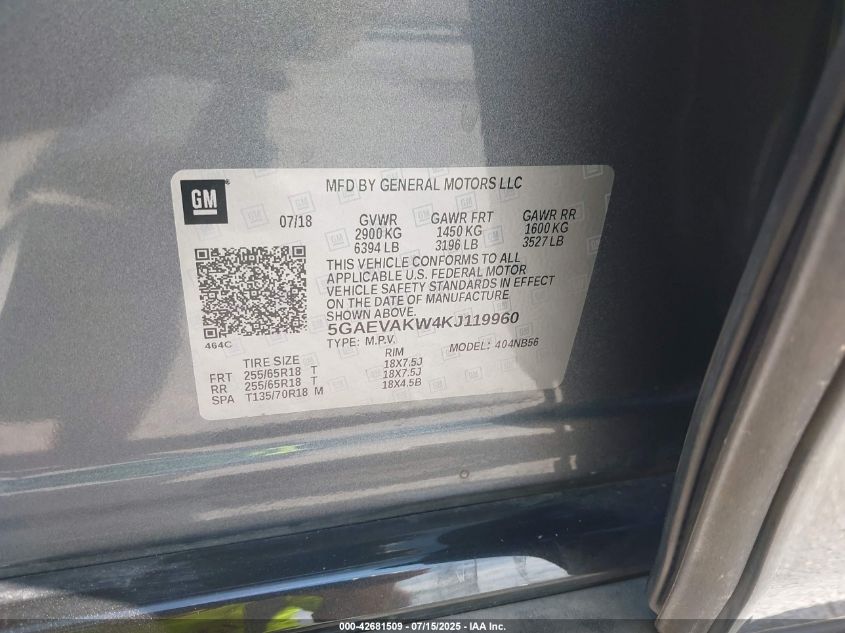 GM
MFD BY GENERAL MOTORS LLC
07/18 GVWR GAWR FRT GAWR RR
2900 KG 1450 KG 1600 KG
6394 LB 3196 LB 3527 LB
THIS VEHICLE CONFORMS TO ALL
APPLICABLE U.S. FEDERAL MOTOR
VEHICLE SAFETY STANDARDS IN EFFECT
ON THE DATE OF MANUFACTURE
SHOWN ABOVE.
464C
5GAEVAKW4KJ119960
TYPE: M.P.V. MODEL: 404NB56
TIRE SIZE RIM
FRT 255/65R18 T 18X7.5J
RR 255/65R18 T 18X7.5J
SPA T135/70R18 M 18X4.5B
000-42681509 - 07/15/2025 - IAAI.com